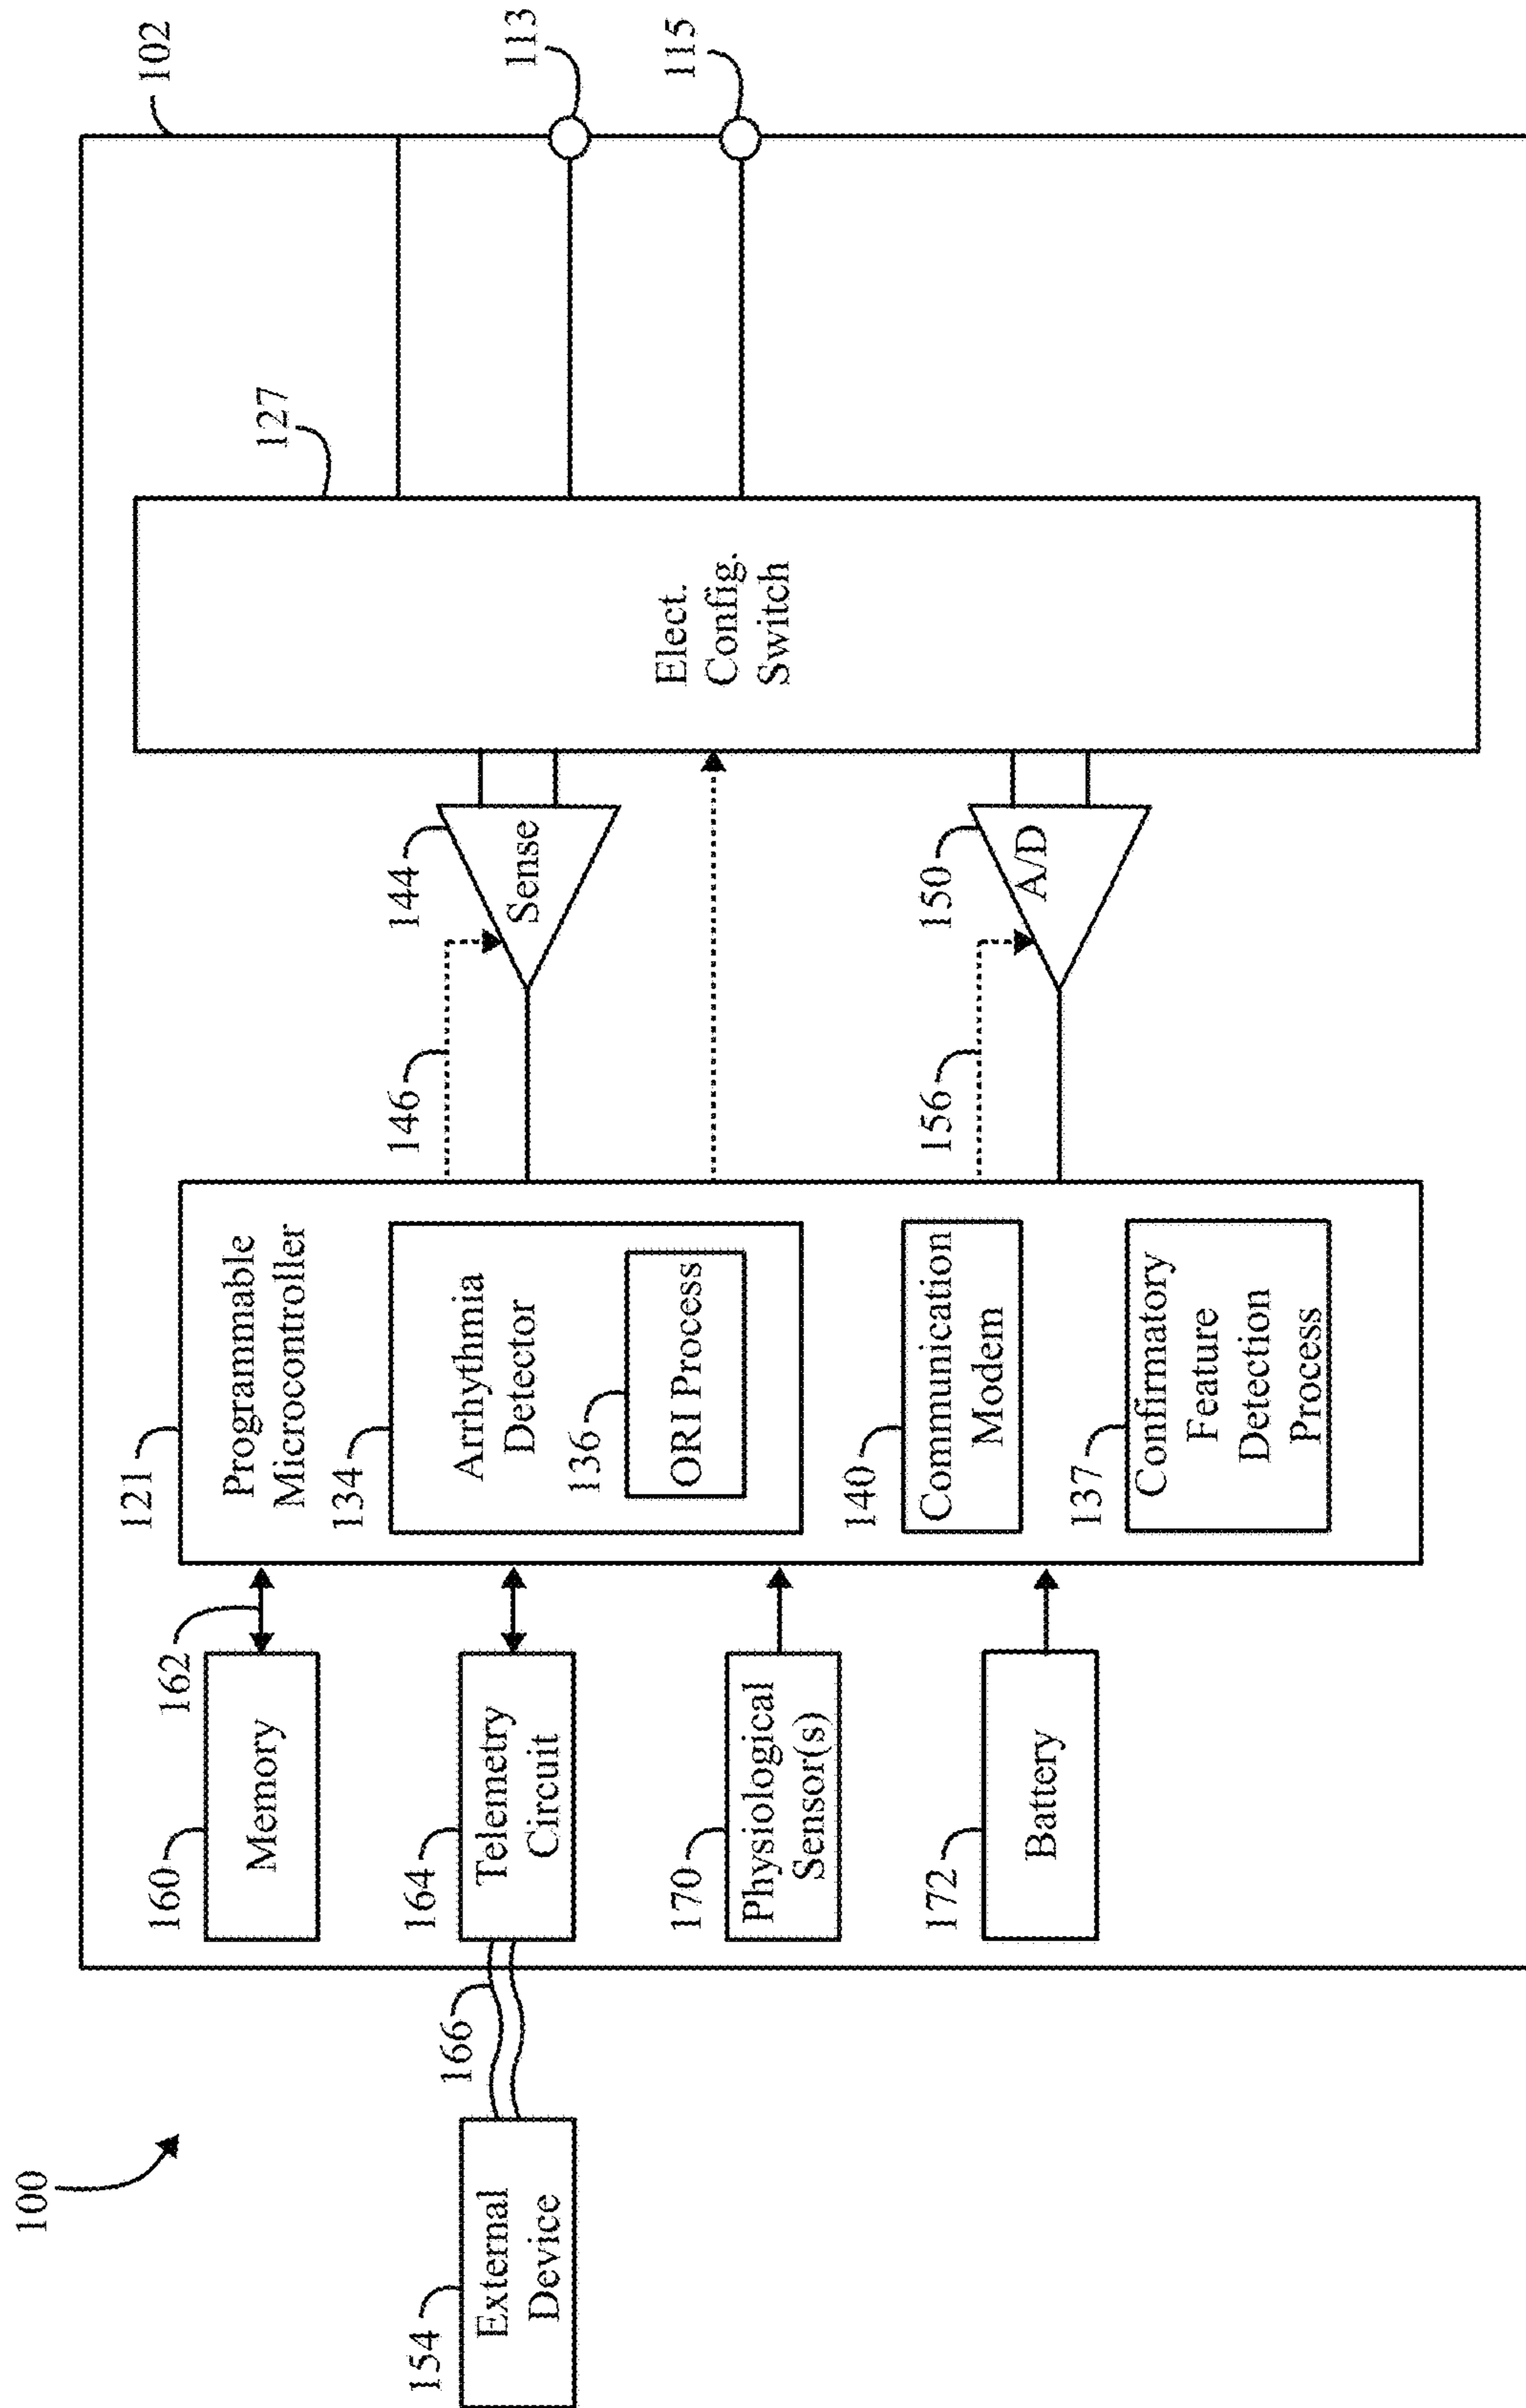 100
102
160
Memory
162
121
Programmable
Microcontroller
134
Arrhythmia
Detector
136
ORI Process
146
144
Sense
127
Elect.
Config.
Switch
113
115
154
External
Device
166
164
Telemetry
Circuit
170
Physiological
Sensor(s)
140
Communication
Modem
156
150
A/D
172
Battery
137
Confirmatory
Feature
Detection
Process